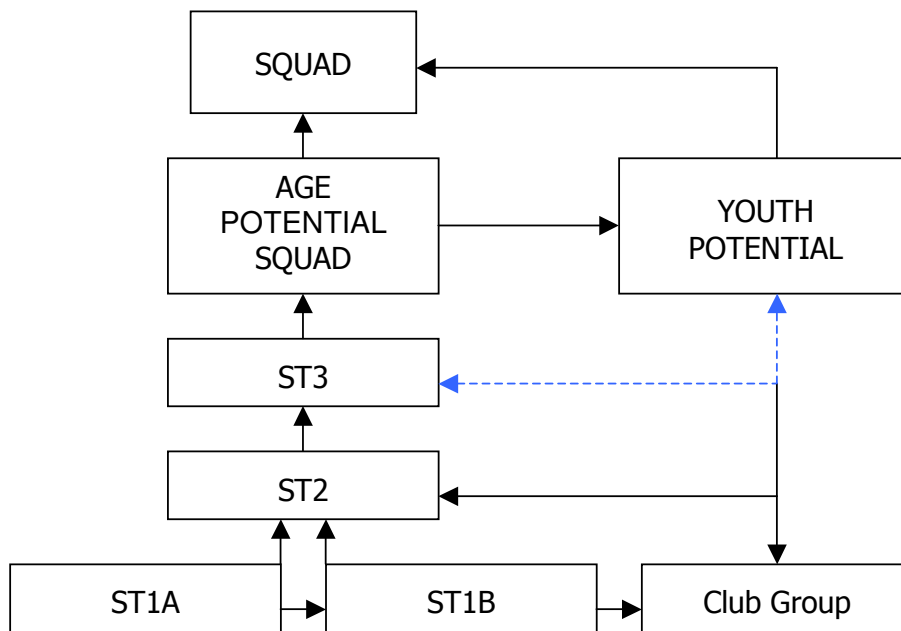 SQUAD
AGE
POTENTIAL
SQUAD
YOUTH
POTENTIAL
ST3
ST2
ST1A
ST1B
Club Group